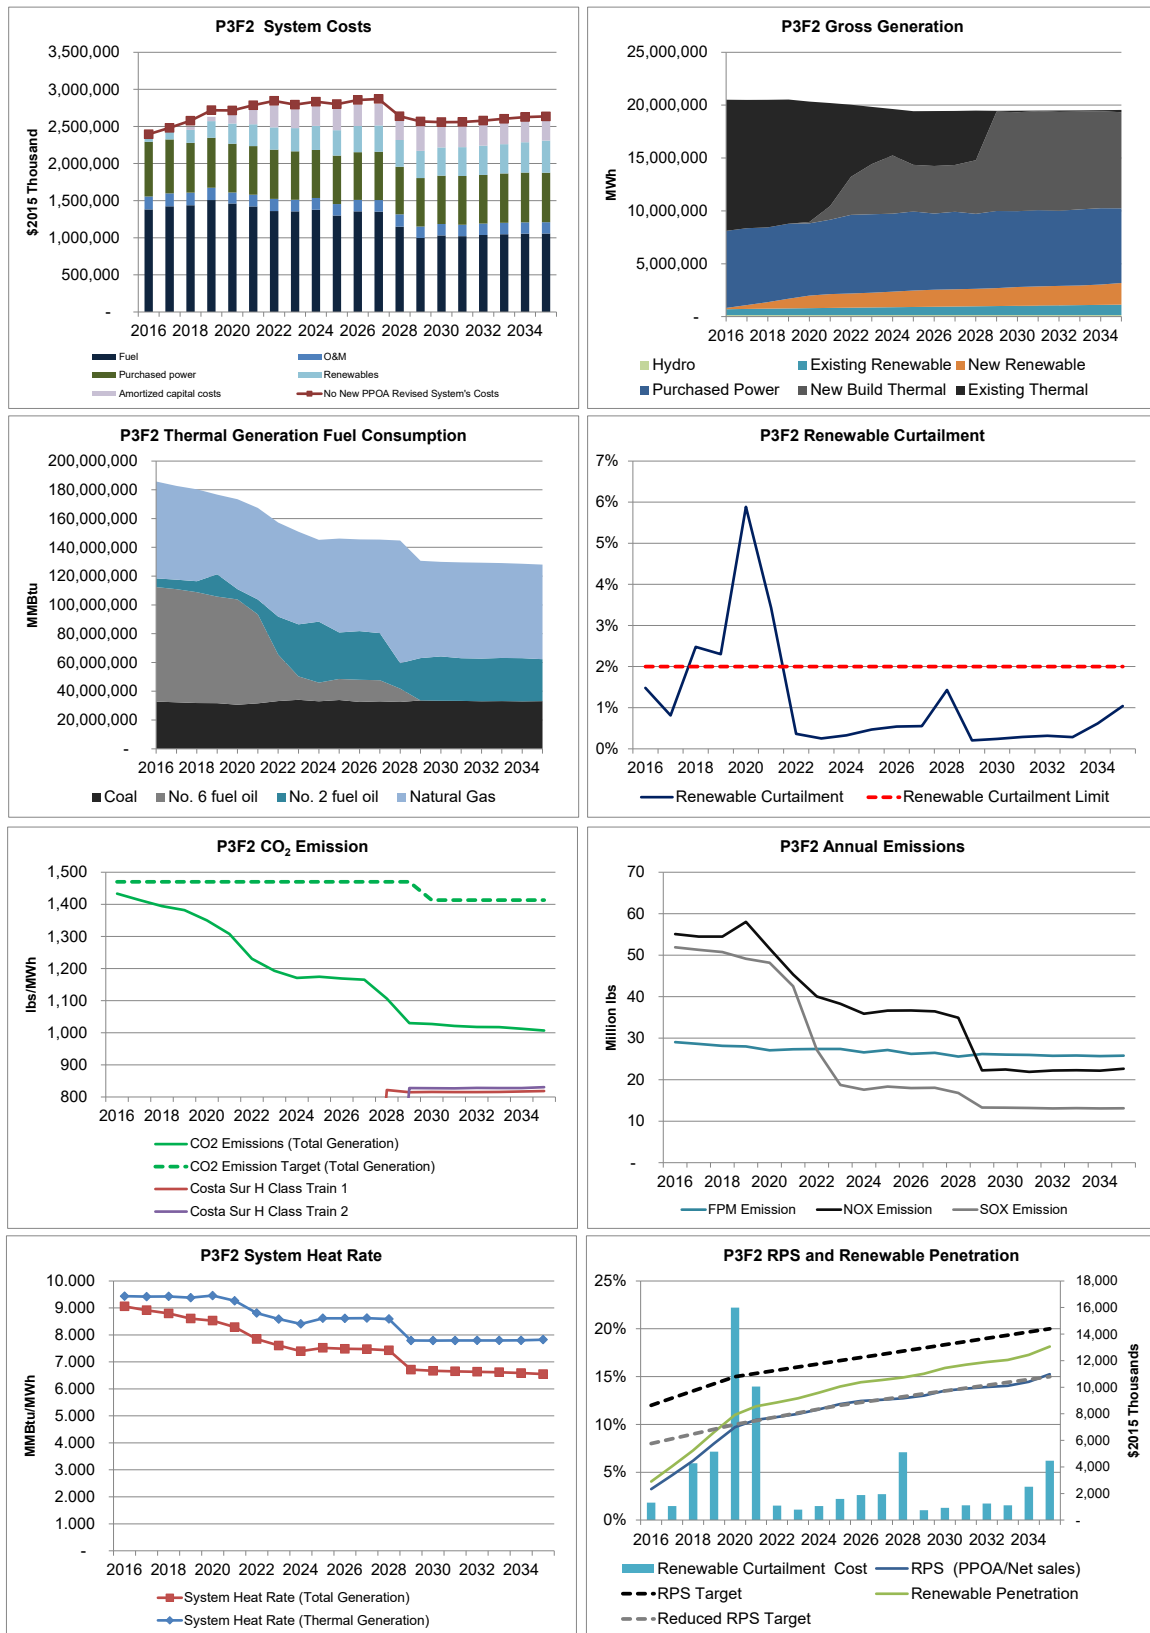 P3F2 System Costs
3,500,000
3,000,000
2,500,000
2,000,000
1,500,000
1,000,000
500,000
-
$2015 Thousand
2016 2018 2020 2022 2024 2026 2028 2030 2032 2034
Fuel O&M
Purchased power Renewables
Amortized capital costs No New PPOA Revised System's Costs
P3F2 Gross Generation
25,000,000
20,000,000
15,000,000
10,000,000
5,000,000
-
MWh
2016 2018 2020 2022 2024 2026 2028 2030 2032 2034
Hydro Existing Renewable New Renewable
Purchased Power New Build Thermal Existing Thermal
P3F2 Thermal Generation Fuel Consumption
200,000,000
180,000,000
160,000,000
140,000,000
120,000,000
100,000,000
80,000,000
60,000,000
40,000,000
20,000,000
-
MMBtu
2016 2018 2020 2022 2024 2026 2028 2030 2032 2034
Coal No. 6 fuel oil No. 2 fuel oil Natural Gas
P3F2 Renewable Curtailment
7%
6%
5%
4%
3%
2%
1%
0%
2016 2018 2020 2022 2024 2026 2028 2030 2032 2034
Renewable Curtailment Renewable Curtailment Limit
P3F2 CO2 Emission
1,500
1,400
1,300
1,200
1,100
1,000
900
800
lbs/MWh
2016 2018 2020 2022 2024 2026 2028 2030 2032 2034
CO2 Emissions (Total Generation)
CO2 Emission Target (Total Generation)
Costa Sur H Class Train 1
Costa Sur H Class Train 2
P3F2 Annual Emissions
70
60
50
40
30
20
10
-
Million lbs
2016 2018 2020 2022 2024 2026 2028 2030 2032 2034
FPM Emission NOX Emission SOX Emission
P3F2 System Heat Rate
10.000
9.000
8.000
7.000
6.000
5.000
4.000
3.000
2.000
1.000
-
MMBtu/MWh
2016 2018 2020 2022 2024 2026 2028 2030 2032 2034
System Heat Rate (Total Generation)
System Heat Rate (Thermal Generation)
P3F2 RPS and Renewable Penetration
25%
20%
15%
10%
5%
0%
18,000
16,000
14,000
12,000
10,000
8,000
6,000
4,000
2,000
-
$2015 Thousands
2016 2018 2020 2022 2024 2026 2028 2030 2032 2034
Renewable Curtailment Cost RPS (PPOA/Net sales)
RPS Target Renewable Penetration
Reduced RPS Target